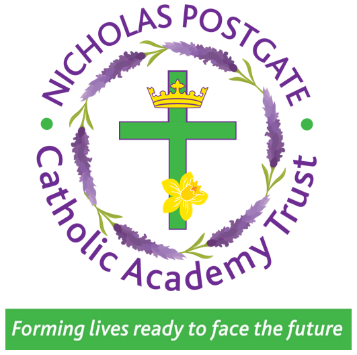 NICHOLAS POSTGATE
Catholic Academy Trust
Forming lives ready to face the future